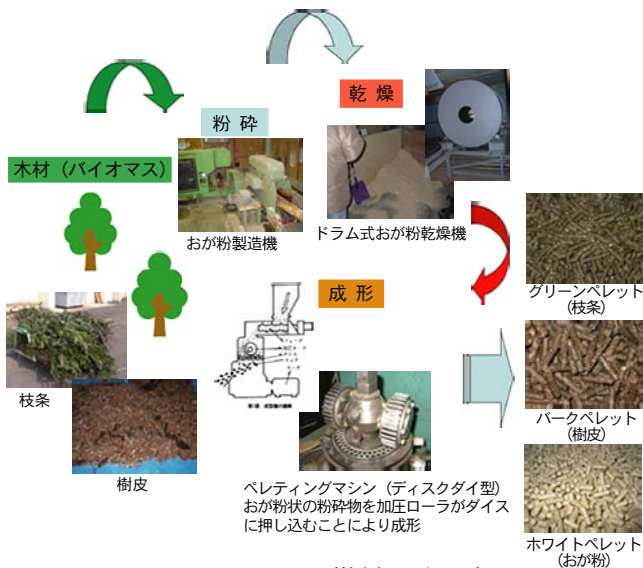 乾 燥
粉 砕
木材（バイオマス）
おが粉製造機
ドラム式おが粉乾燥機
成 形
グリーンペレット
（枝条）
枝条
バークペレット
（樹皮）
樹皮
ペレティングマシン（ディスクダイ型）
おが粉状の粉砕物を加圧ローラがダイス
に押し込むことにより成形
ホワイトペレット
（おが粉）